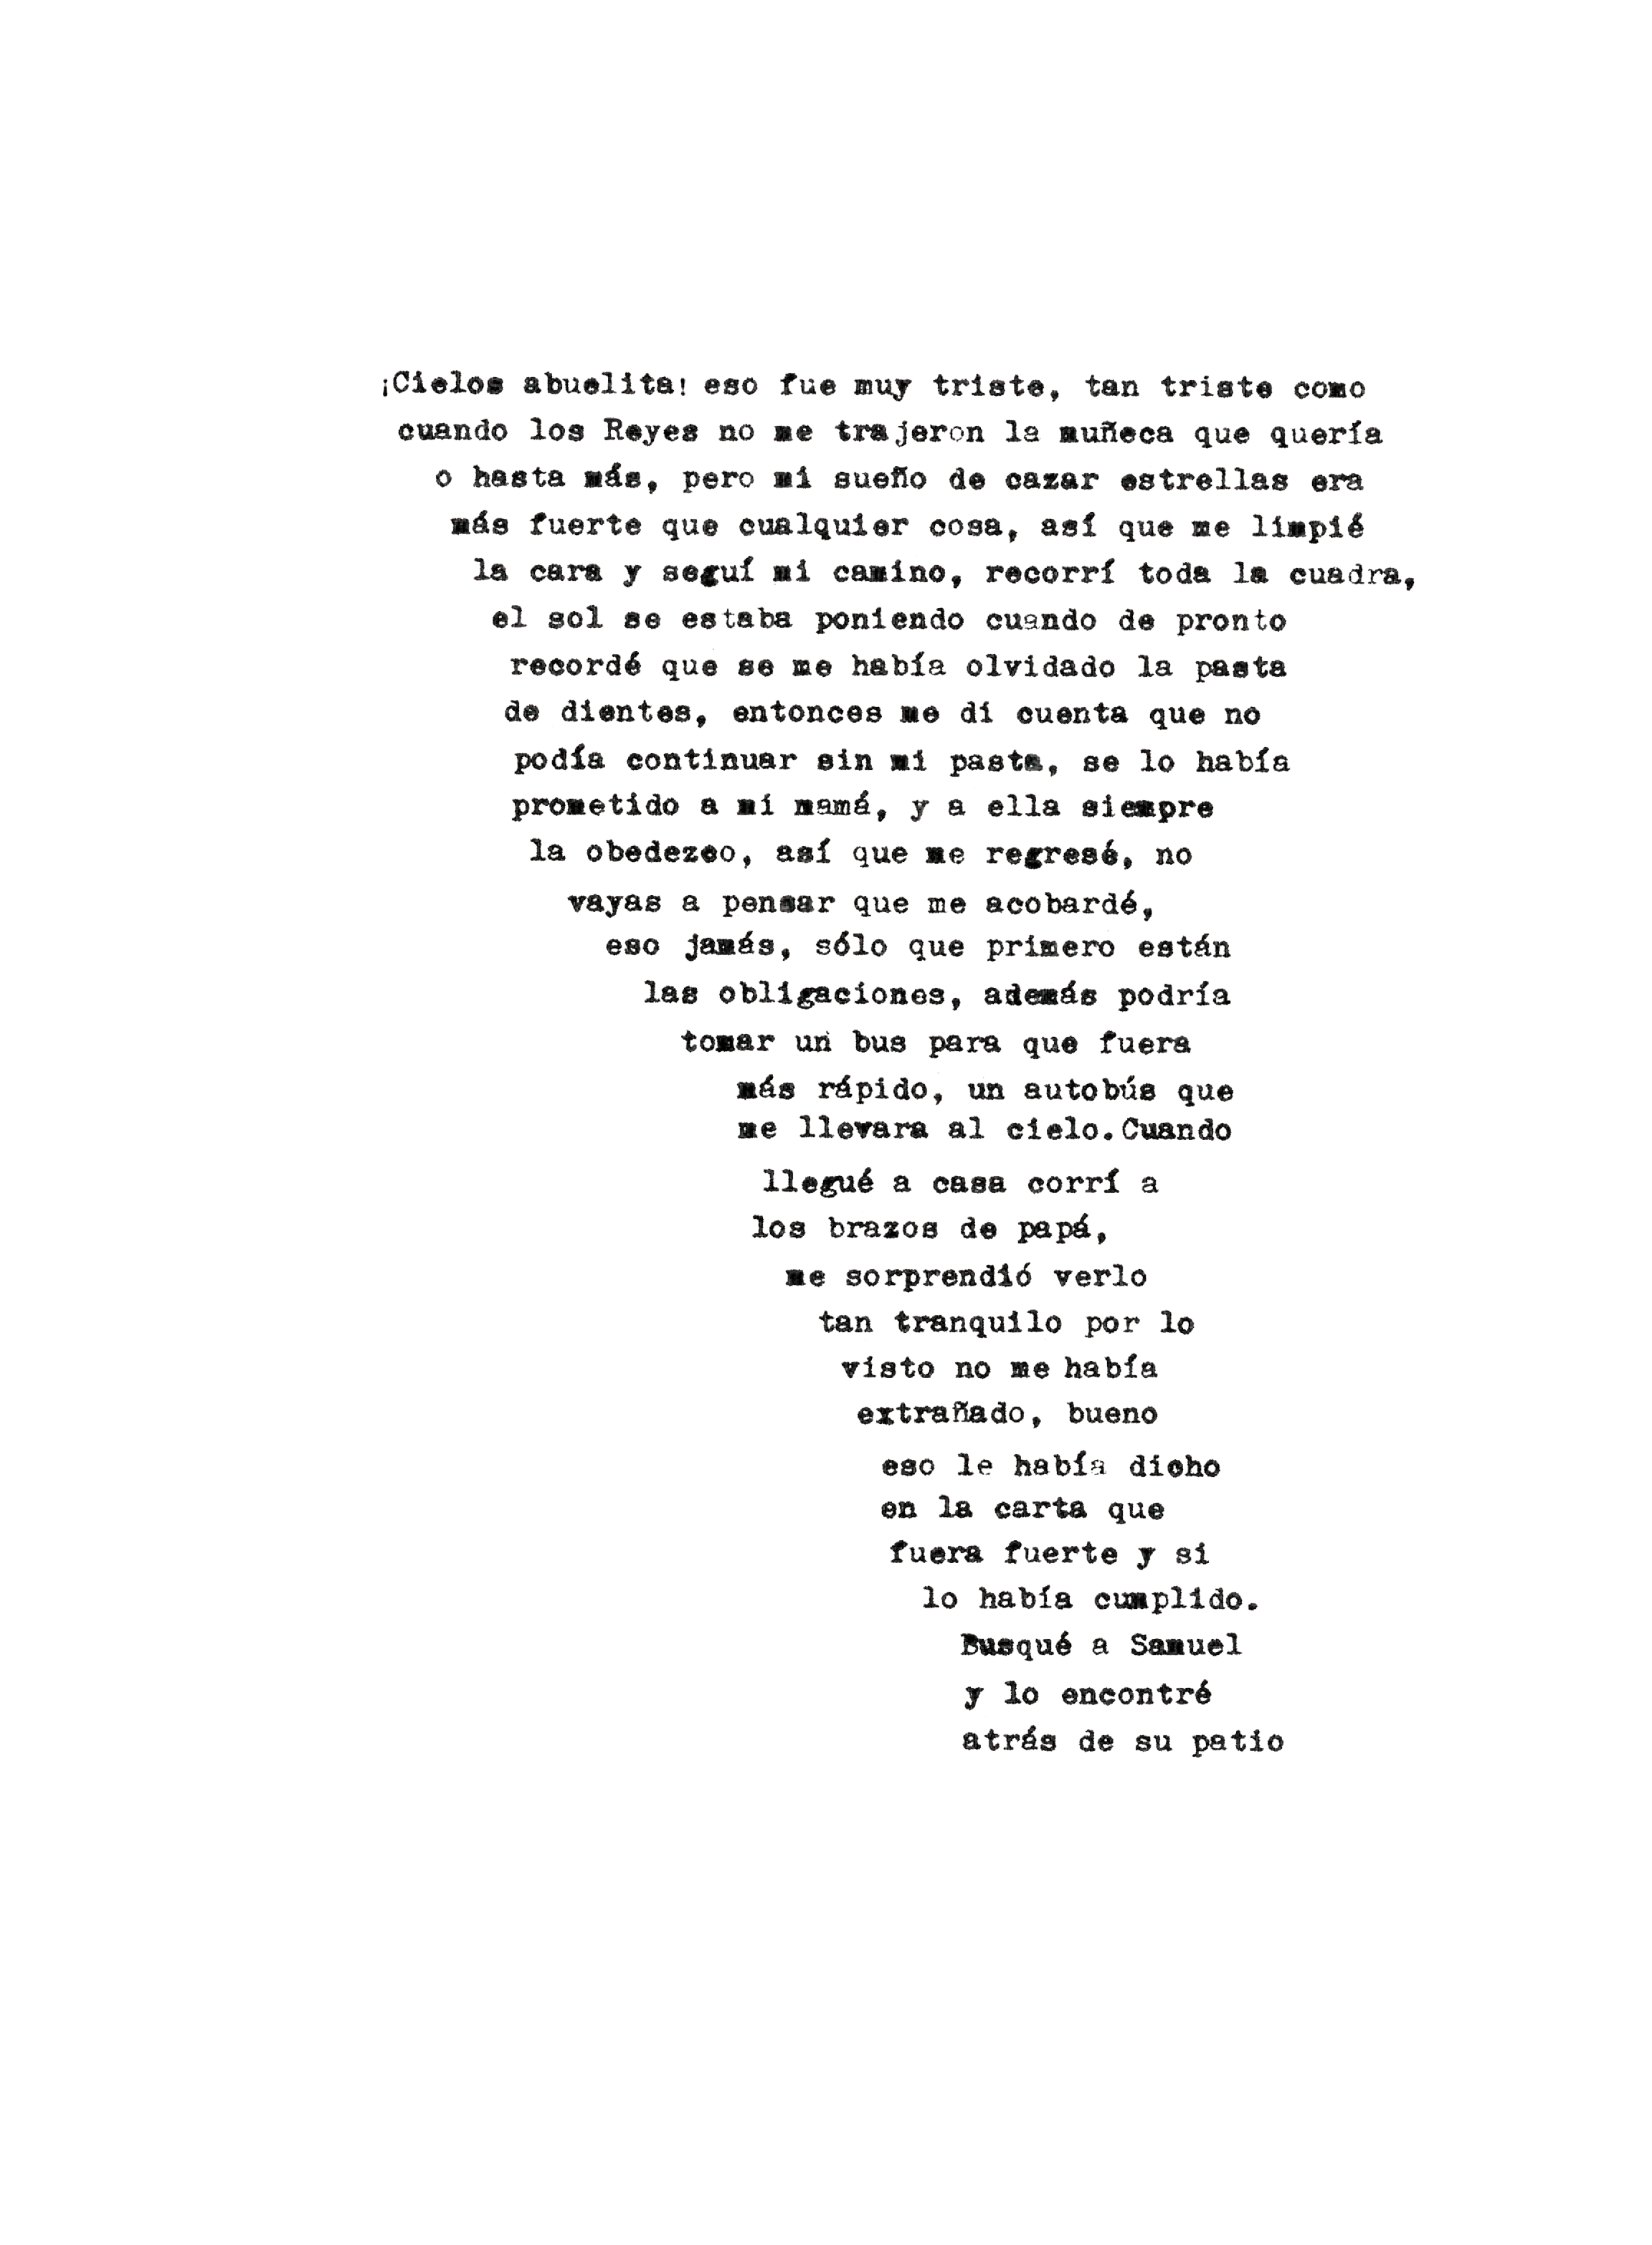 ¡Cielos abuelita! eso fue muy triste, tan triste como
cuando los Reyes no me trajeron la muñeca que quería
o hasta más, pero mi sueño de cazar estrellas era
más fuerte que cualquier cosa, así que me limpié
la cara y seguí mi camino, recorrí toda la cuadra,
el sol se estaba poniendo cuando de pronto
recordé que se me había olvidado la pasta
de dientes, entonces me di cuenta que no
podía continuar sin mi pasta, se lo había
prometido a mi mamá, y a ella siempre
la obedezco, así que me regresé, no
vayas a pensar que me acobardé,
eso jamás, sólo que primero están
las obligaciones, además podría
tomar un bus para que fuera
más rápido, un autobús que
me llevara al cielo.Cuando
llegué a casa corrí a
los brazos de papá,
me sorprendió verlo
tan tranquilo por lo
visto no me había
extrañado, bueno
eso le había dicho
en la carta que
fuera fuerte y si
lo había cumplido.
Busqué a Samuel
y lo encontré
atrás de su patio